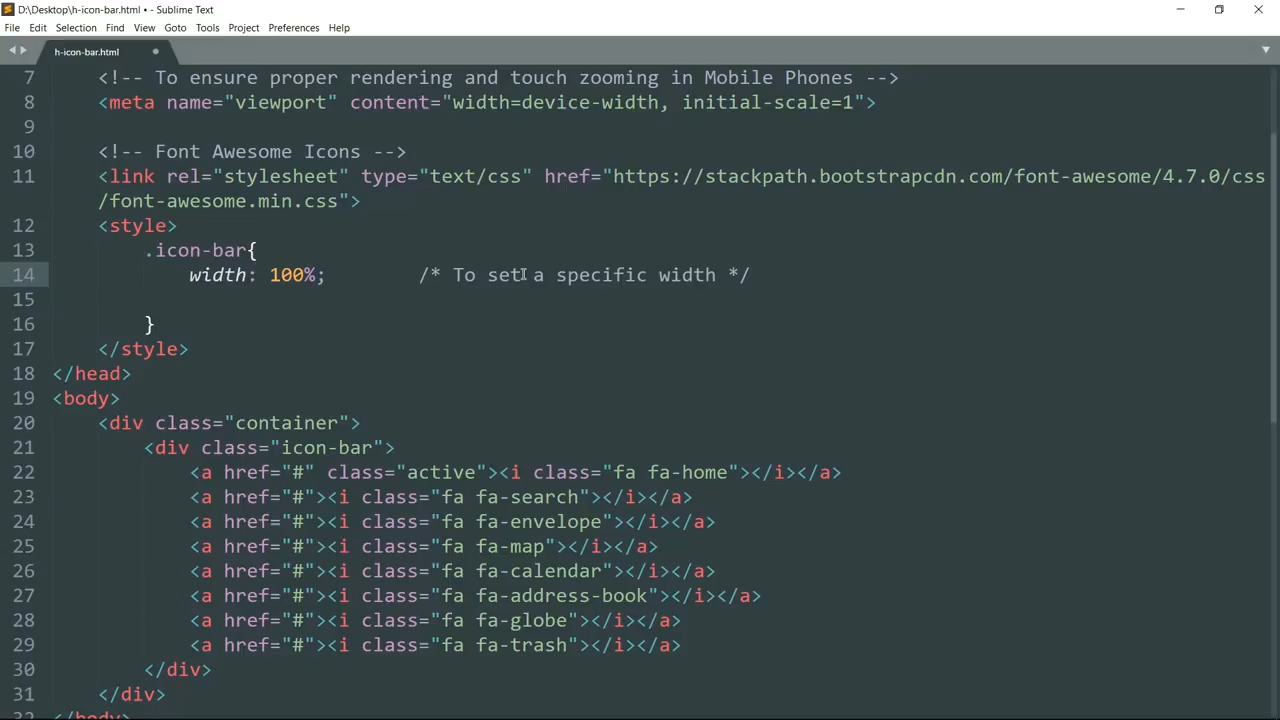 D:\Desktop\h-icon-bar.html • - Sublime Text
File Edit Selection Find View Goto Tools Project Preferences Help
h-icon-bar.html
7 <!-- To ensure proper rendering and touch zooming in Mobile Phones -->
8 <meta name="viewport" content="width=device-width, initial-scale=1">
9
10 <!-- Font Awesome Icons -->
11 <link rel="stylesheet" type="text/css" href="https://stackpath.bootstrapcdn.com/font-awesome/4.7.0/css
/font-awesome.min.css">
12 <style>
13 .icon-bar{
14 width: 100%; /* To set a specific width */
15
16 }
17 </style>
18 </head>
19 <body>
20 <div class="container">
21 <div class="icon-bar">
22 <a href="#" class="active"><i class="fa fa-home"></i></a>
23 <a href="#"><i class="fa fa-search"></i></a>
24 <a href="#"><i class="fa fa-envelope"></i></a>
25 <a href="#"><i class="fa fa-map"></i></a>
26 <a href="#"><i class="fa fa-calendar"></i></a>
27 <a href="#"><i class="fa fa-address-book"></i></a>
28 <a href="#"><i class="fa fa-globe"></i></a>
29 <a href="#"><i class="fa fa-trash"></i></a>
30 </div>
31 </div>
32 </body>